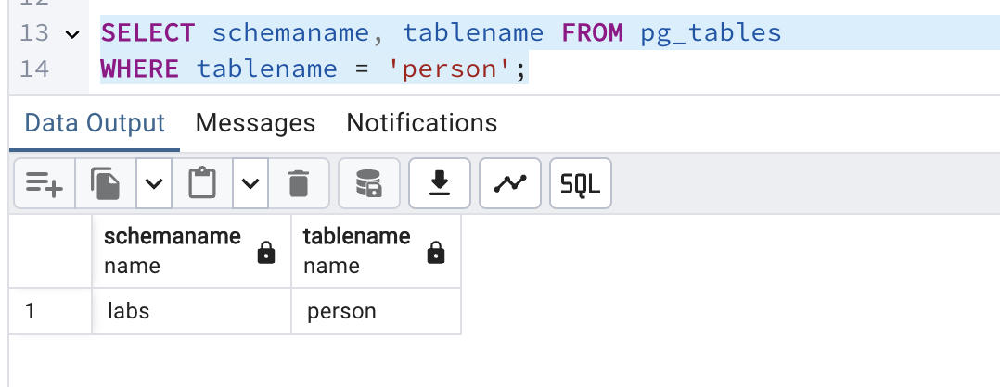 12
13 SELECT schemaname, tablename FROM pg_tables
14 WHERE tablename = 'person';
Data Output Messages Notifications
SQL
schemaname tablename
name name
1 labs person